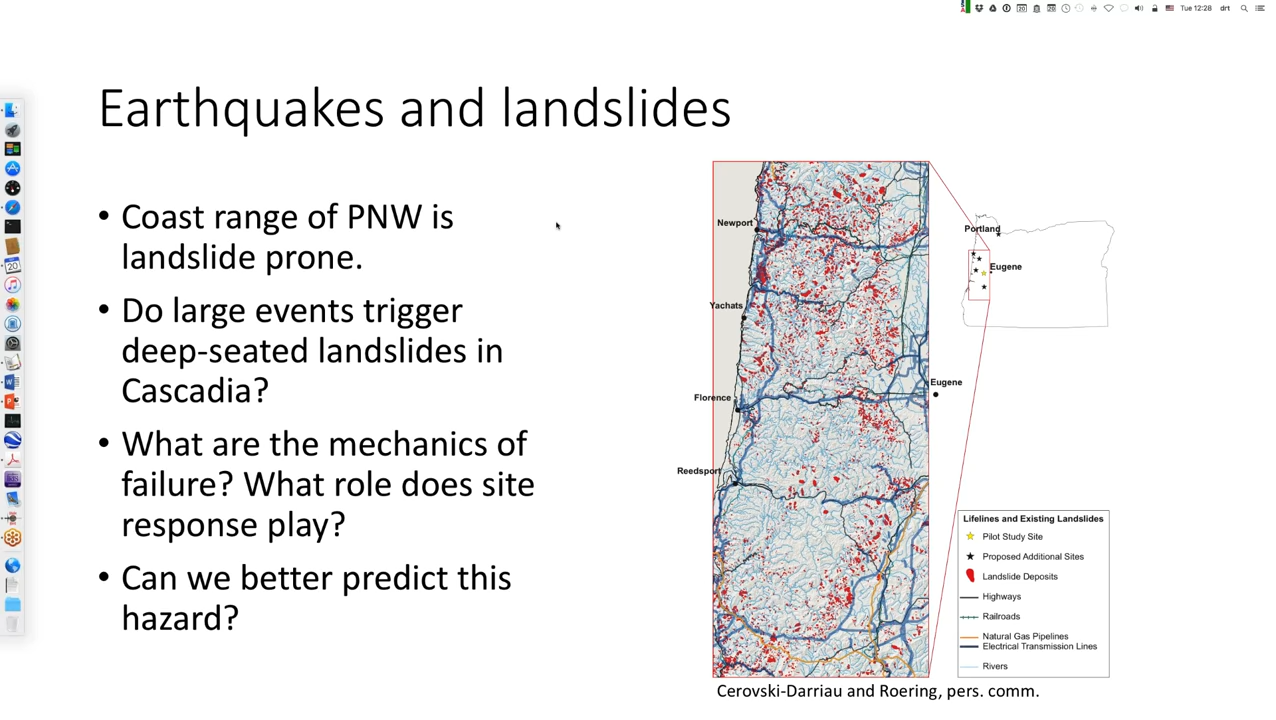 Tue 12:28 drt
Earthquakes and landslides
• Coast range of PNW is
landslide prone.
• Do large events trigger
deep-seated landslides in
Cascadia?
• What are the mechanics of
failure? What role does site
response play?
• Can we better predict this
hazard?
Newport
Yachats
Florence
Reedsport
Eugene
Portland
Eugene
Lifelines and Existing Landslides
Pilot Study Site
Proposed Additional Sites
Landslide Deposits
Highways
Railroads
Natural Gas Pipelines
Electrical Transmission Lines
Rivers
Cerovski-Darriau and Roering, pers. comm.